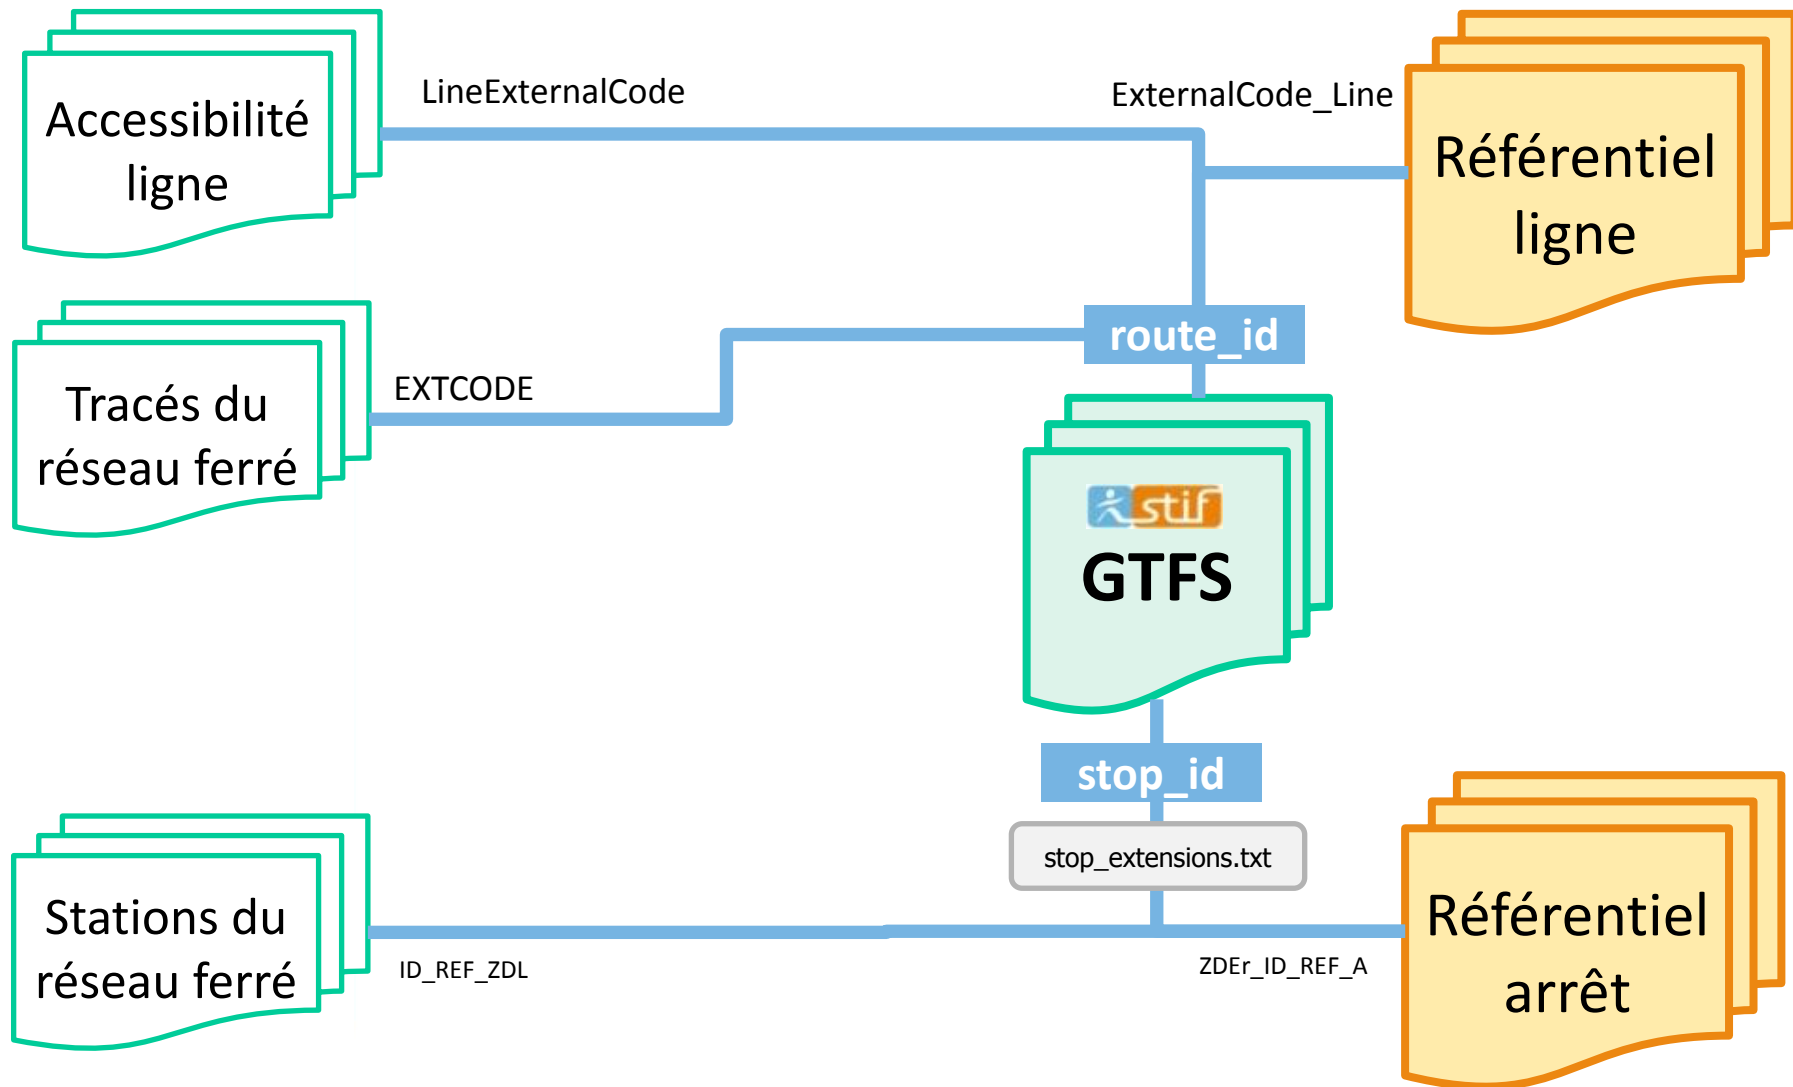 Accessibilité
ligne
LineExternalCode
ExternalCode_Line
Référentiel
ligne
route_id
Tracés du
réseau ferré
EXTCODE
stif
GTFS
stop_id
stop_extensions.txt
Stations du
réseau ferré
ID_REF_ZDL
ZDEr_ID_REF_A
Référentiel
arrêt